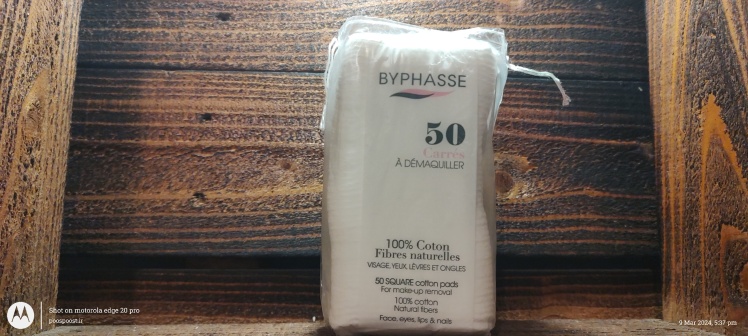 BYPHASSE
50
Carrés
À DÉMAQUILLER
100% Coton
Fibres naturelles
VISAGE, YEUX, LÈVRES ET ONGLES
50 SQUARE cotton pads
For make-up removal
100% cotton
Natural fibers
Face, eyes, lips & nails
Shot on motorola edge 20 pro
poospoost.ir
9 Mar 2024, 5:37 pm